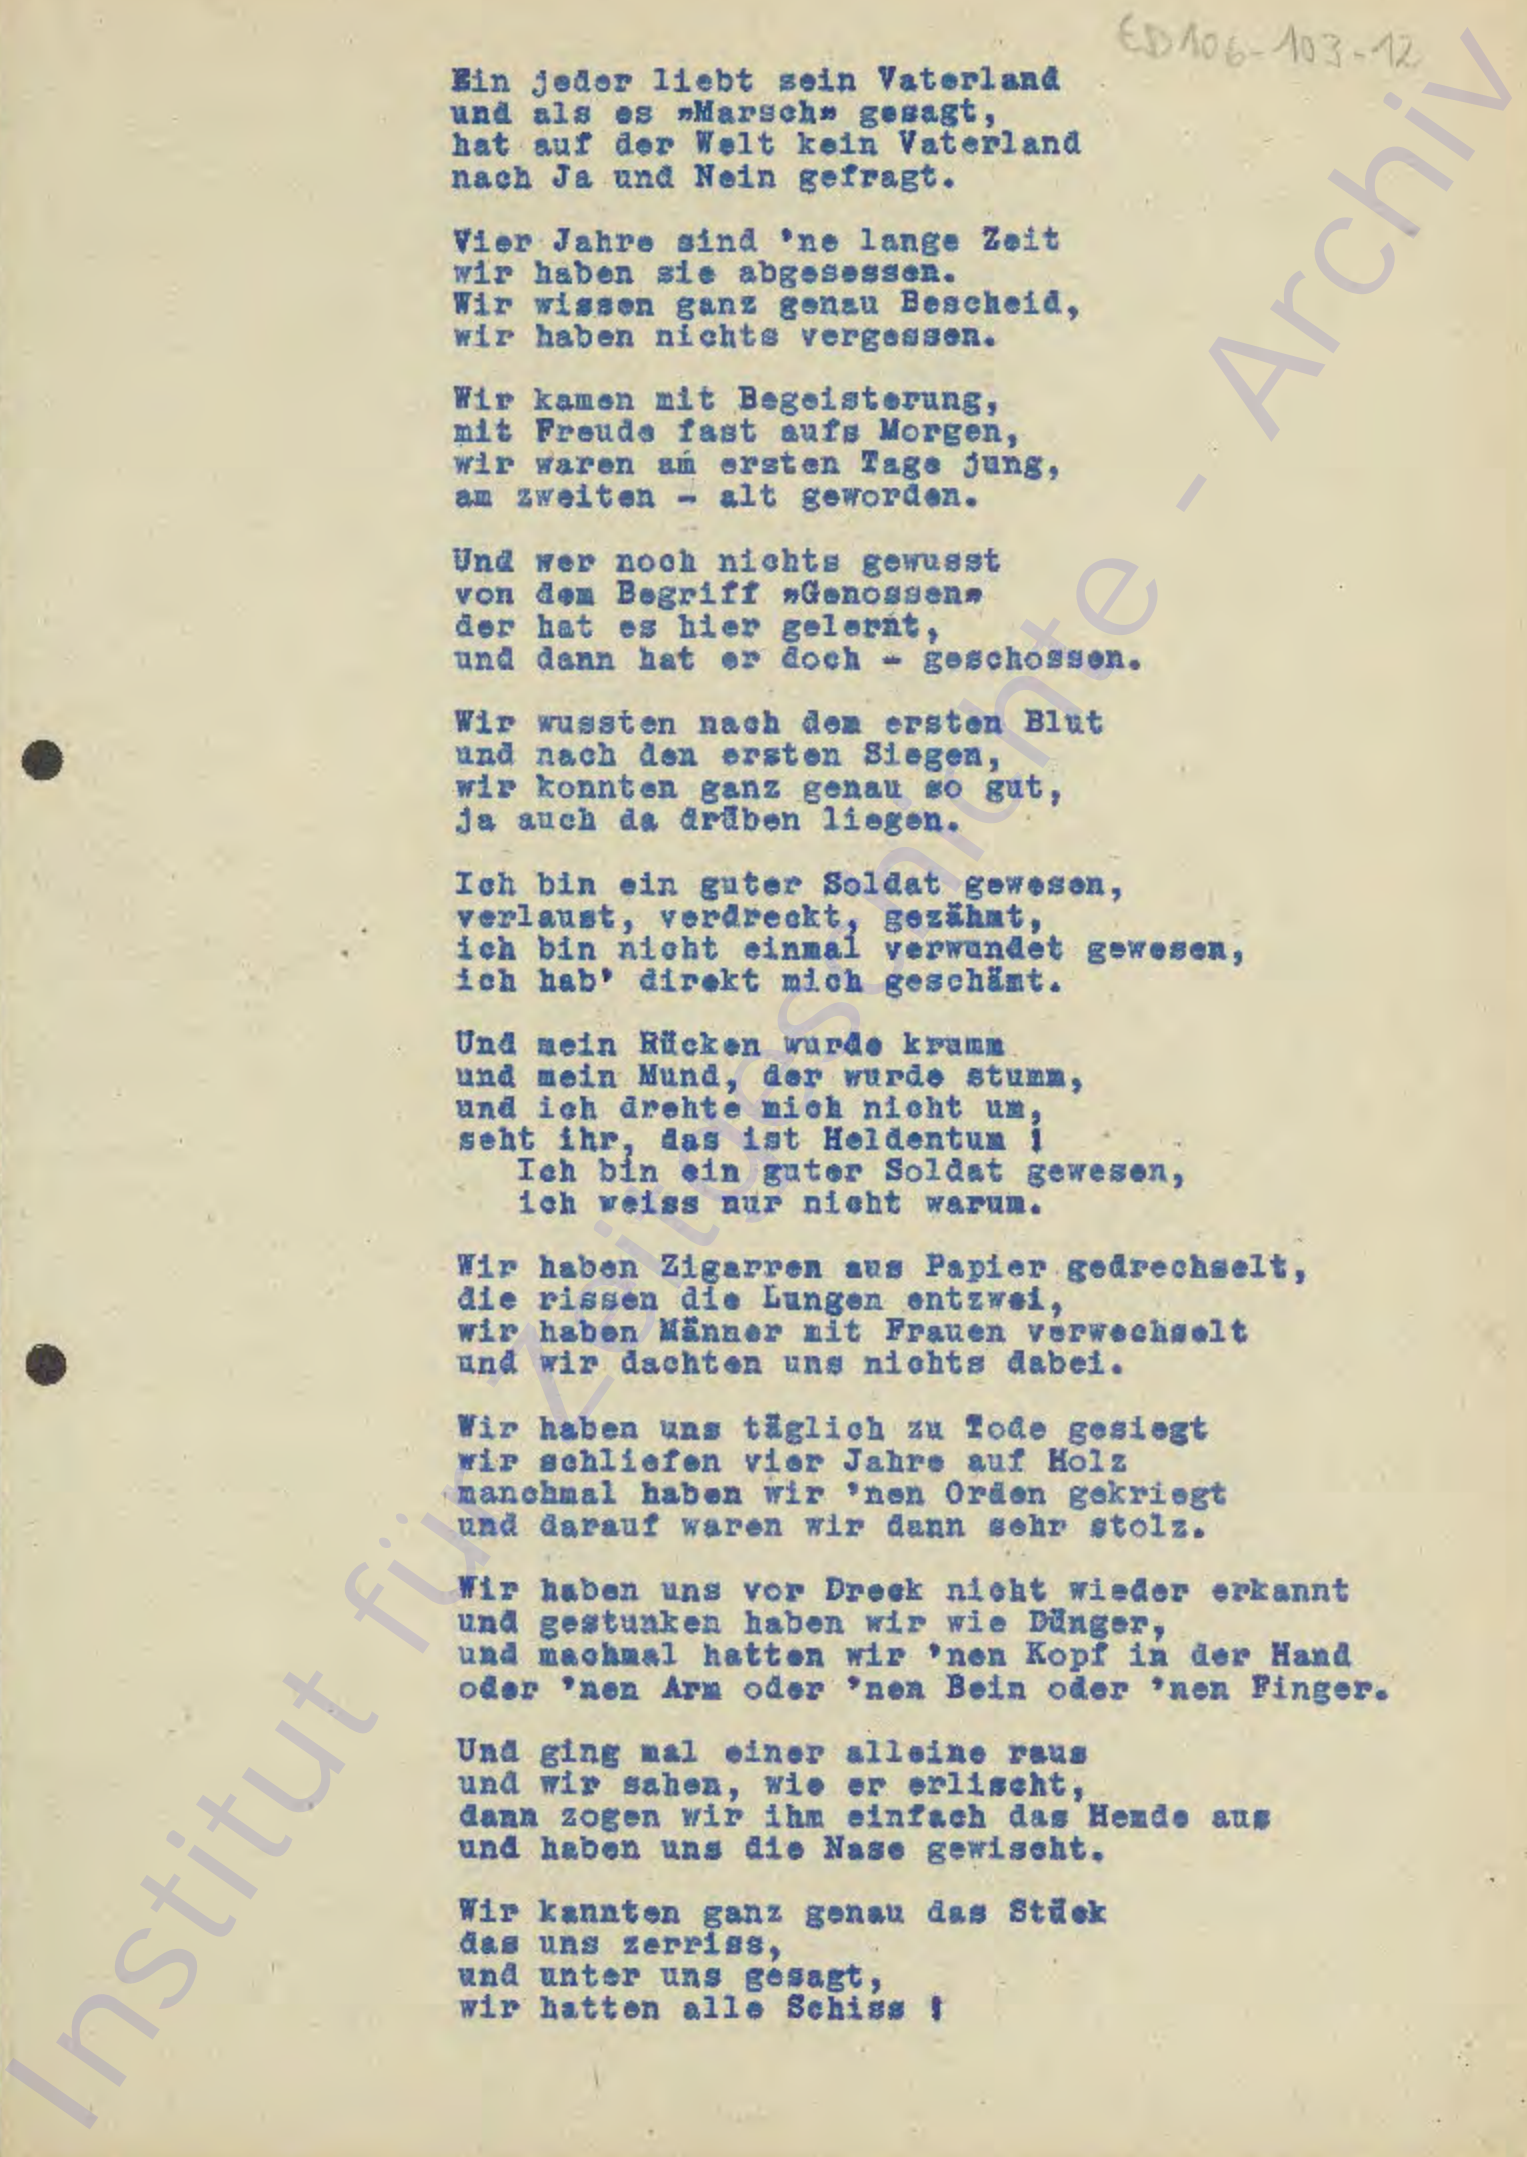 ED 106-103-12
Ein jeder liebt sein Vaterland
und als es "Marsch" gesagt,
hat auf der Welt kein Vaterland
nach Ja und Nein gefragt.

Vier Jahre sind 'ne lange Zeit
wir haben sie abgesessen.
Wir wissen ganz genau Bescheid,
wir haben nichts vergessen.

Wir kamen mit Begeisterung,
mit Freude fast aufs Morgen,
wir waren am ersten Tage jung,
am zweiten - alt geworden.

Und wer noch nichts gewusst
von dem Begriff "Genossen"
der hat es hier gelernt,
und dann hat er doch - geschossen.

Wir wussten nach dem ersten Blut
und nach den ersten Siegen,
wir konnten ganz genau so gut,
ja auch da drüben liegen.

Ich bin ein guter Soldat gewesen,
verlaust, verdreckt, gezähmt,
ich bin nicht einmal verwundet gewesen,
ich hab' direkt mich geschämt.

Und mein Rücken wurde krumm
und mein Mund, der wurde stumm,
und ich drehte mich nicht um,
seht ihr, das ist Heldentum !
Ich bin ein guter Soldat gewesen,
ich weiss nur nicht warum.

Wir haben Zigarren aus Papier gedrechselt,
die rissen die Lungen entzwei,
wir haben Männer mit Frauen verwechselt
und wir dachten uns nichts dabei.

Wir haben uns täglich zu Tode gesiegt
wir schliefen vier Jahre auf Holz
manchmal haben wir 'nen Orden gekriegt
und darauf waren wir dann sehr stolz.

Wir haben uns vor Dreck nicht wieder erkannt
und gestunken haben wir wie Dünger,
und machmal hatten wir 'nen Kopf in der Hand
oder 'nen Arm oder 'nen Bein oder 'nen Finger.

Und ging mal einer alleine raus
und wir sahen, wie er erlischt,
dann zogen wir ihm einfach das Hemde aus
und haben uns die Nase gewischt.

Wir kannten ganz genau das Stück
das uns zerriss,
und unter uns gesagt,
wir hatten alle Schiss !
Institut für Zeitgeschichte - Archiv